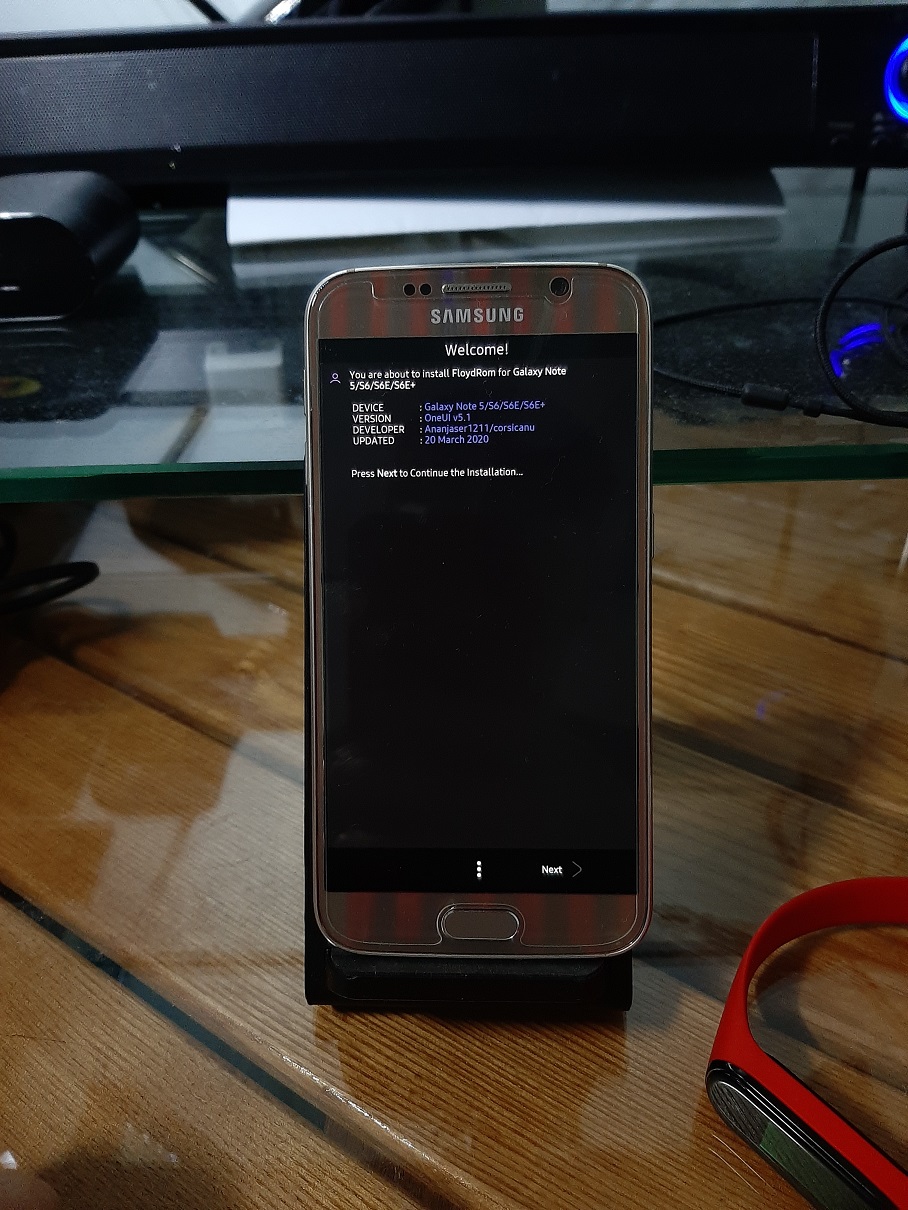 SAMSUNG
Welcome!
You are about to install FloydRom for Galaxy Note
5/S6/S6E/S6E+
DEVICE : Galaxy Note 5/S6/S6E/S6E+
VERSION : OneUI v5.1
DEVELOPER : Ananjaser1211/corsicanu
UPDATED : 20 March 2020
Press Next to Continue the Installation...
Next